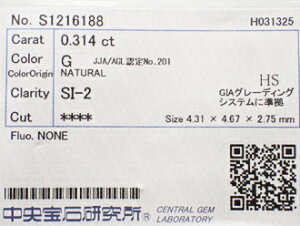 No. S1216188 H031325
Carat 0.314 ct
Color G JJA/AGL認定No.201
ColorOrigin NATURAL
HS
Clarity SI-2 GIAグレーディング
システムに準拠
Cut **** Size 4.31 × 4.67 × 2.75 mm
Fluo. NONE
中央宝石研究所® CENTRAL GEM
LABORATORY